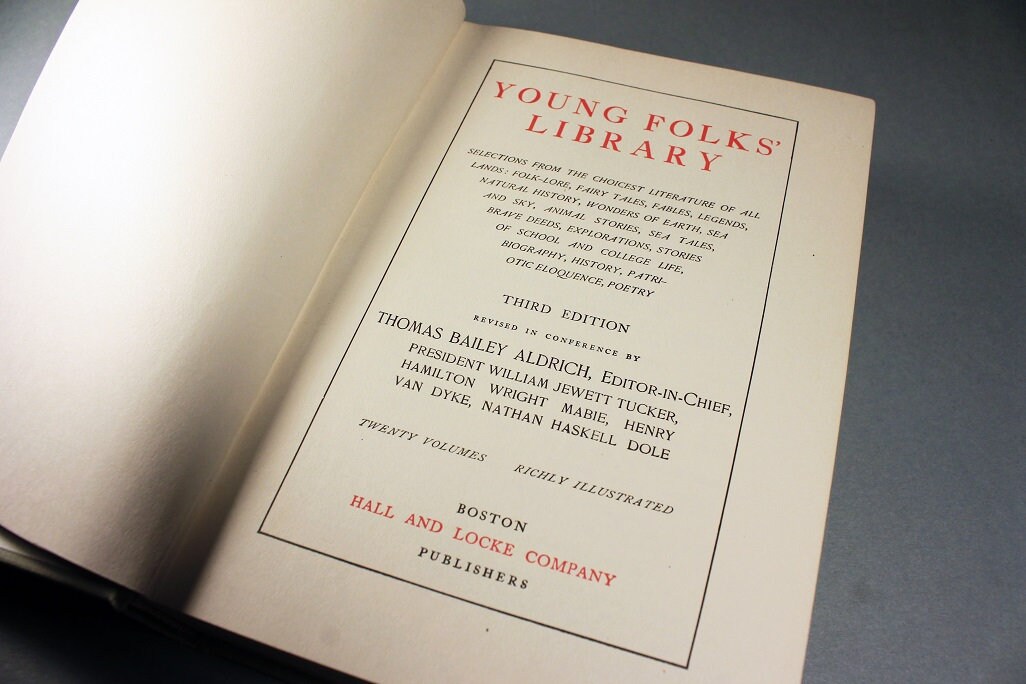 YOUNG FOLKS'
LIBRARY
SELECTIONS FROM THE CHOICEST LITERATURE OF ALL
LANDS: FOLK-LORE, FAIRY TALES, FABLES, LEGENDS,
NATURAL HISTORY, WONDERS OF EARTH, SEA
AND SKY, ANIMAL STORIES, SEA TALES,
BRAVE DEEDS, EXPLORATIONS, STORIES
OF SCHOOL AND COLLEGE LIFE,
BIOGRAPHY, HISTORY, PATRI-
OTIC ELOQUENCE, POETRY
THIRD EDITION
REVISED IN CONFERENCE BY
THOMAS BAILEY ALDRICH, EDITOR-IN-CHIEF,
PRESIDENT WILLIAM JEWETT TUCKER,
HAMILTON WRIGHT MABIE, HENRY
VAN DYKE, NATHAN HASKELL DOLE
TWENTY VOLUMES RICHLY ILLUSTRATED
BOSTON
HALL AND LOCKE COMPANY
PUBLISHERS